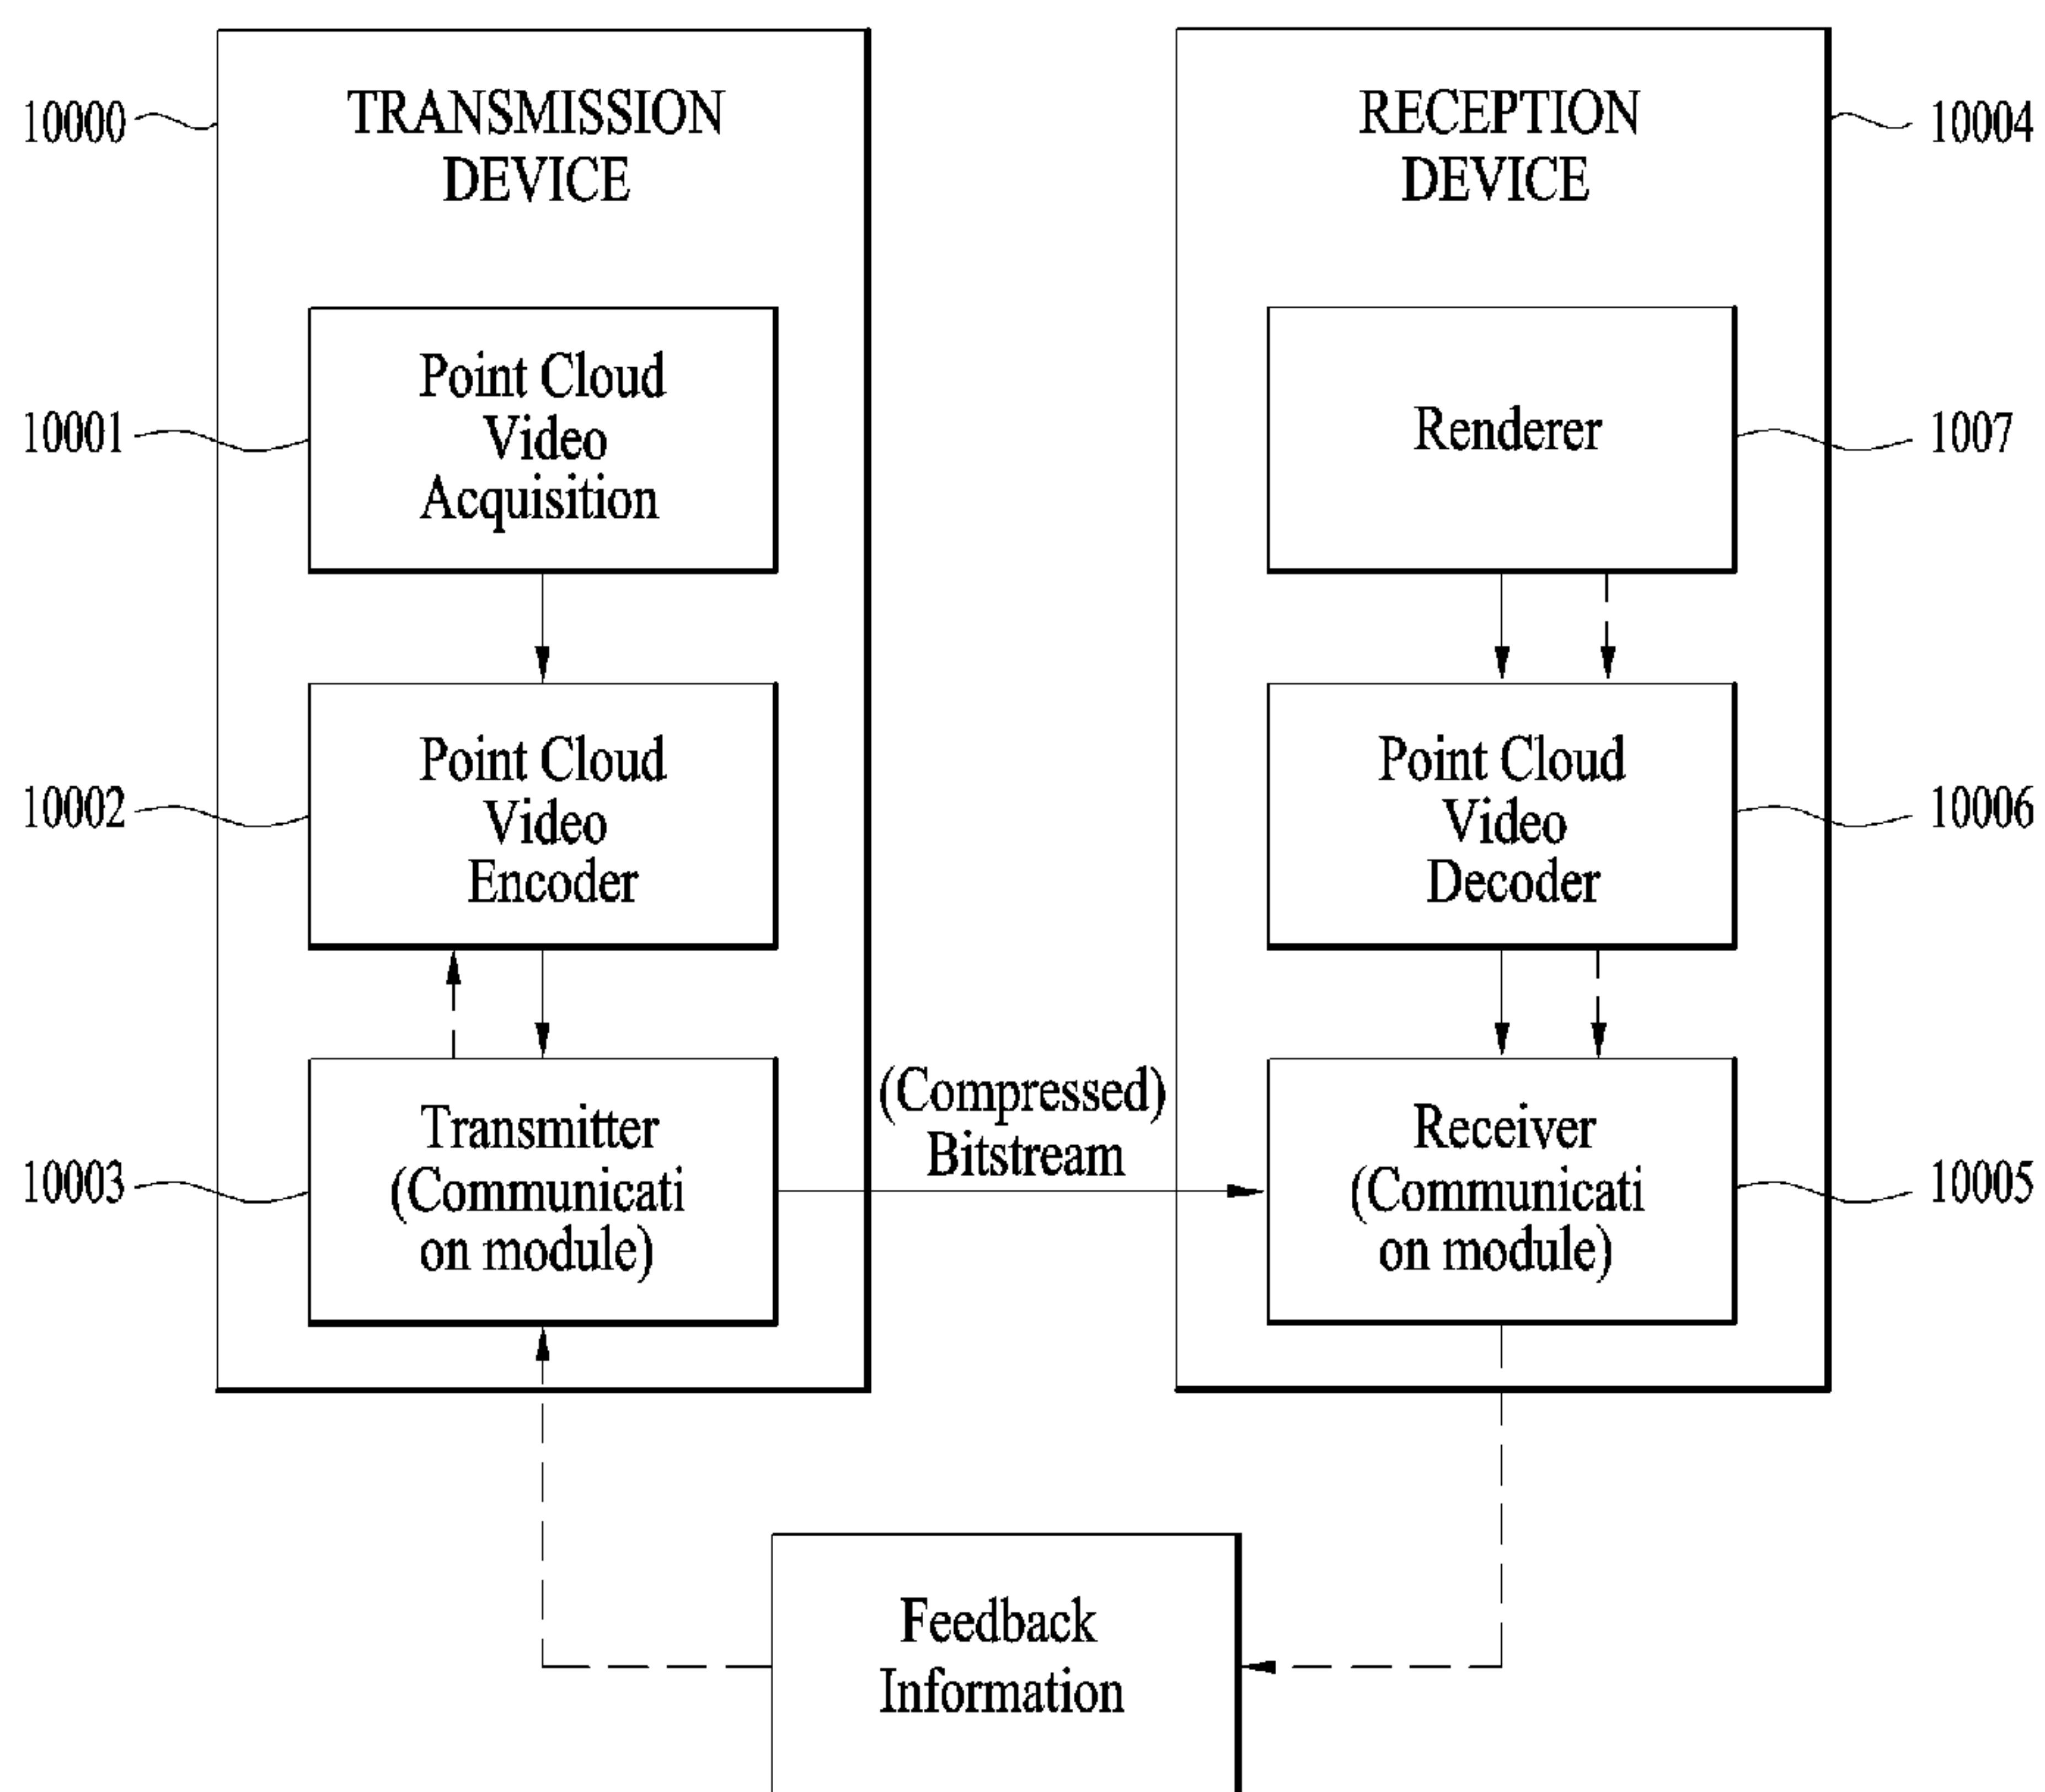 TRANSMISSION
DEVICE
10000
Point Cloud
Video
Acquisition
10001
Point Cloud
Video
Encoder
10002
Transmitter
(Communicati
on module)
10003
(Compressed)
Bitstream
RECEPTION
DEVICE
10004
Renderer
1007
Point Cloud
Video
Decoder
10006
Receiver
(Communicati
on module)
10005
Feedback
Information